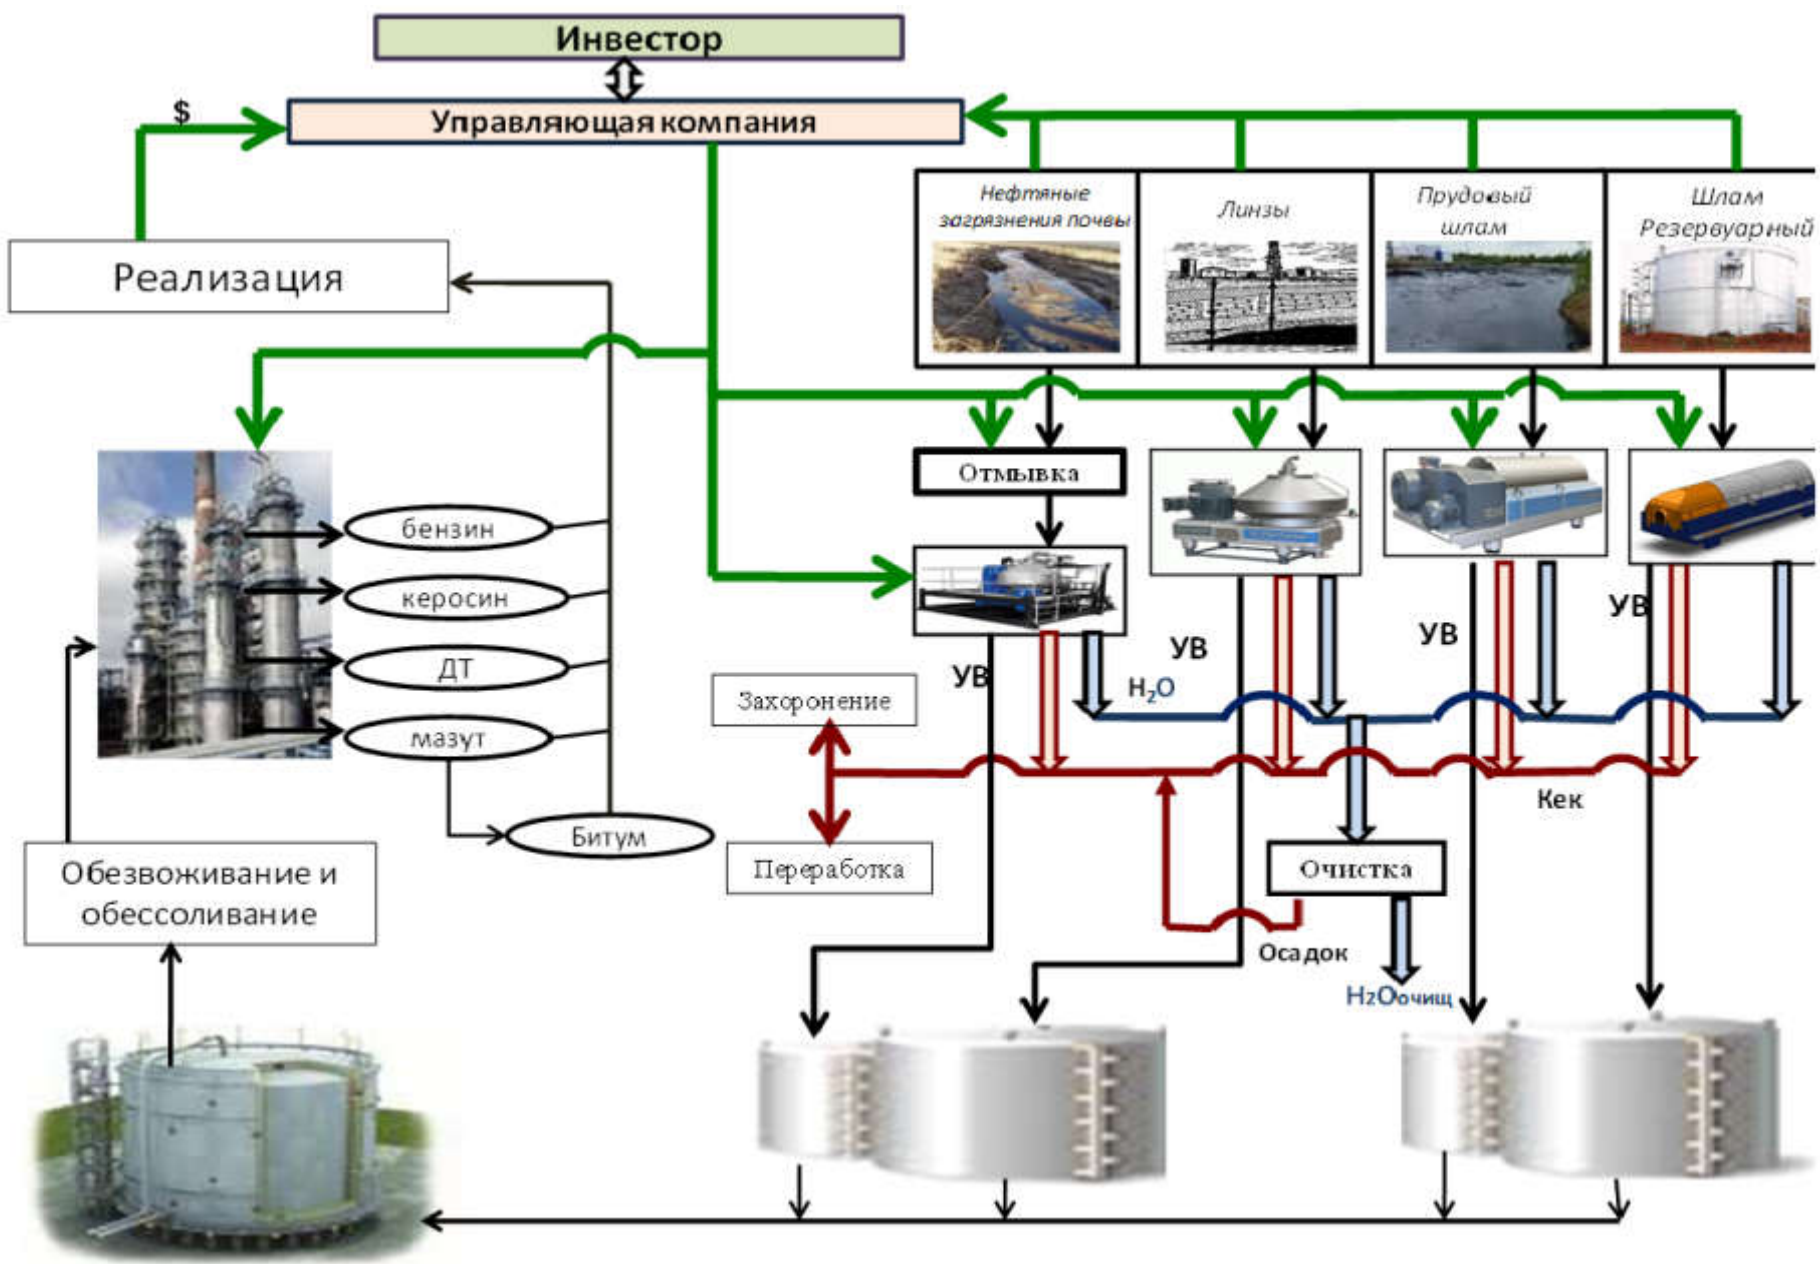 Инвестор
$
Управляющая компания
Нефтяные
загрязнения почвы
Линзы
Прудовый
шлам
Шлам
Резервуарный
Реализация
Отмывка
бензин
керосин
ДТ
мазут
Битум
УВ
УВ
УВ
УВ
H₂O
Захоронение
Кек
Переработка
Очистка
Обезвоживание и
обессоливание
Осадок
H₂Oочищ